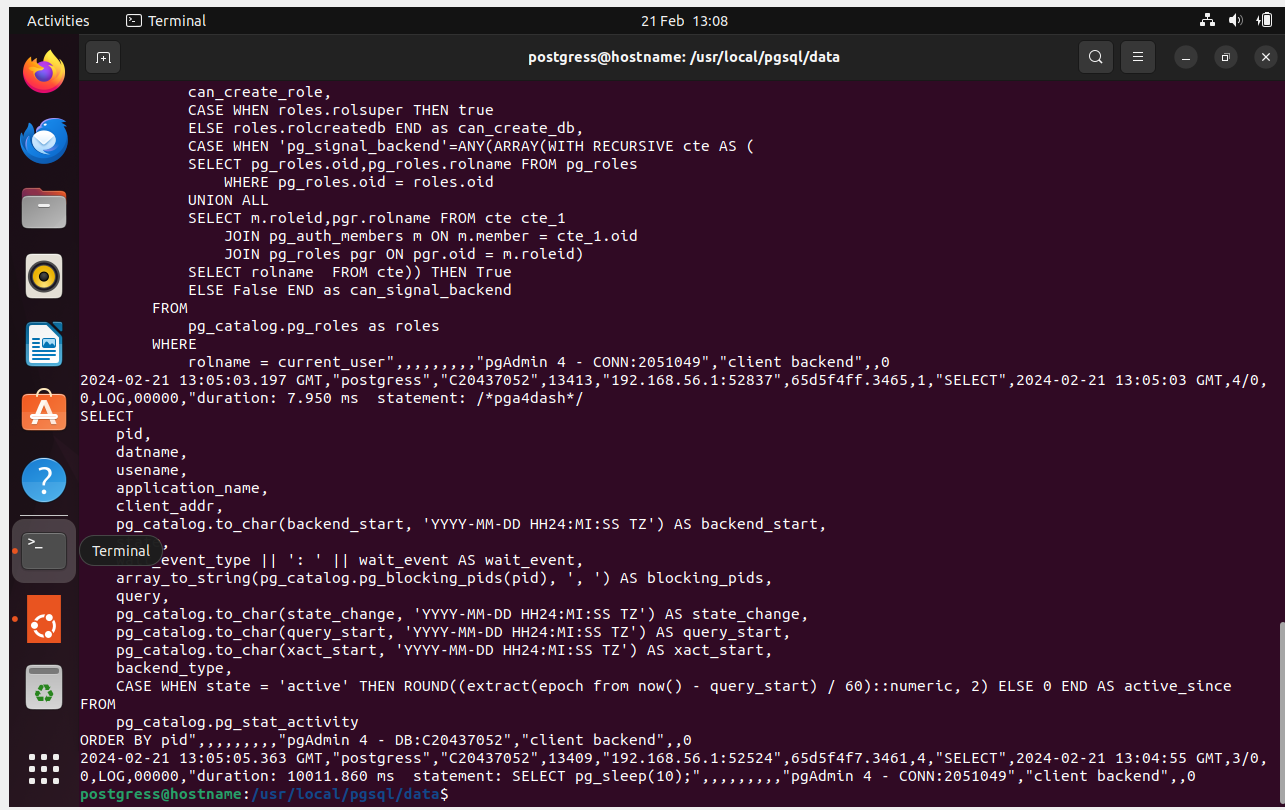 Activities
Terminal
21 Feb 13:08
postgress@hostname: /usr/local/pgsql/data
can_create_role,
CASE WHEN roles.rolsuper THEN true
ELSE roles.rolcreatedb END as can_create_db,
CASE WHEN 'pg_signal_backend'=ANY(ARRAY(WITH RECURSIVE cte AS (
SELECT pg_roles.oid,pg_roles.rolname FROM pg_roles
WHERE pg_roles.oid = roles.oid
UNION ALL
SELECT m.roleid,pgr.rolname FROM cte cte_1
JOIN pg_auth_members m ON m.member = cte_1.oid
JOIN pg_roles pgr ON pgr.oid = m.roleid)
SELECT rolname  FROM cte)) THEN True
ELSE False END as can_signal_backend
FROM
pg_catalog.pg_roles as roles
WHERE
rolname = current_user",,,,,,,,,"pgAdmin 4 - CONN:2051049","client backend",,0
2024-02-21 13:05:03.197 GMT,"postgress","C20437052",13413,"192.168.56.1:52837",65d5f4ff.3465,1,"SELECT",2024-02-21 13:05:03 GMT,4/0,
0,LOG,00000,"duration: 7.950 ms  statement: /*pga4dash*/
SELECT
pid,
datname,
usename,
application_name,
client_addr,
pg_catalog.to_char(backend_start, 'YYYY-MM-DD HH24:MI:SS TZ') AS backend_start,
Terminal
,
_event_type || ': ' || wait_event AS wait_event,
array_to_string(pg_catalog.pg_blocking_pids(pid), ', ') AS blocking_pids,
query,
pg_catalog.to_char(state_change, 'YYYY-MM-DD HH24:MI:SS TZ') AS state_change,
pg_catalog.to_char(query_start, 'YYYY-MM-DD HH24:MI:SS TZ') AS query_start,
pg_catalog.to_char(xact_start, 'YYYY-MM-DD HH24:MI:SS TZ') AS xact_start,
backend_type,
CASE WHEN state = 'active' THEN ROUND((extract(epoch from now() - query_start) / 60)::numeric, 2) ELSE 0 END AS active_since
FROM
pg_catalog.pg_stat_activity
ORDER BY pid",,,,,,,,,"pgAdmin 4 - DB:C20437052","client backend",,0
2024-02-21 13:05:05.363 GMT,"postgress","C20437052",13409,"192.168.56.1:52524",65d5f4f7.3461,4,"SELECT",2024-02-21 13:04:55 GMT,3/0,
0,LOG,00000,"duration: 10011.860 ms  statement: SELECT pg_sleep(10);",,,,,,,,,"pgAdmin 4 - CONN:2051049","client backend",,0
postgress@hostname:/usr/local/pgsql/data$